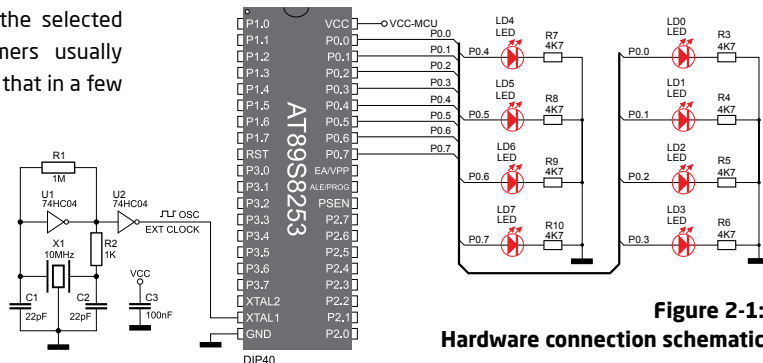 the selected
mers usually
that in a few
P1.0
P1.1
P1.2
P1.3
P1.4
P1.5
P1.6
P1.7
RST
P3.0
P3.1
P3.2
P3.3
P3.4
P3.5
P3.6
P3.7
XTAL2
XTAL1
GND
AT89S8253
VCC
P0.0
P0.1
P0.2
P0.3
P0.4
P0.5
P0.6
P0.7
EA/VPP
ALE/PROG
PSEN
P2.7
P2.6
P2.5
P2.4
P2.3
P2.2
P2.1
P2.0
DIP40
VCC-MCU
P0.0
P0.1
P0.2
P0.3
P0.4
P0.5
P0.6
P0.7
LD4
LED
R7
4K7
P0.4
LD5
LED
R8
4K7
P0.5
LD6
LED
R9
4K7
P0.6
LD7
LED
R10
4K7
P0.7
LD0
LED
R3
4K7
P0.0
LD1
LED
R4
4K7
P0.1
LD2
LED
R5
4K7
P0.2
LD3
LED
R6
4K7
P0.3
R1
1M
U1
74HC04
U2
74HC04
OSC
EXT CLOCK
X1
10MHz
R2
1K
C1
22pF
C2
22pF
VCC
C3
100nF
Figure 2-1:
Hardware connection schematic